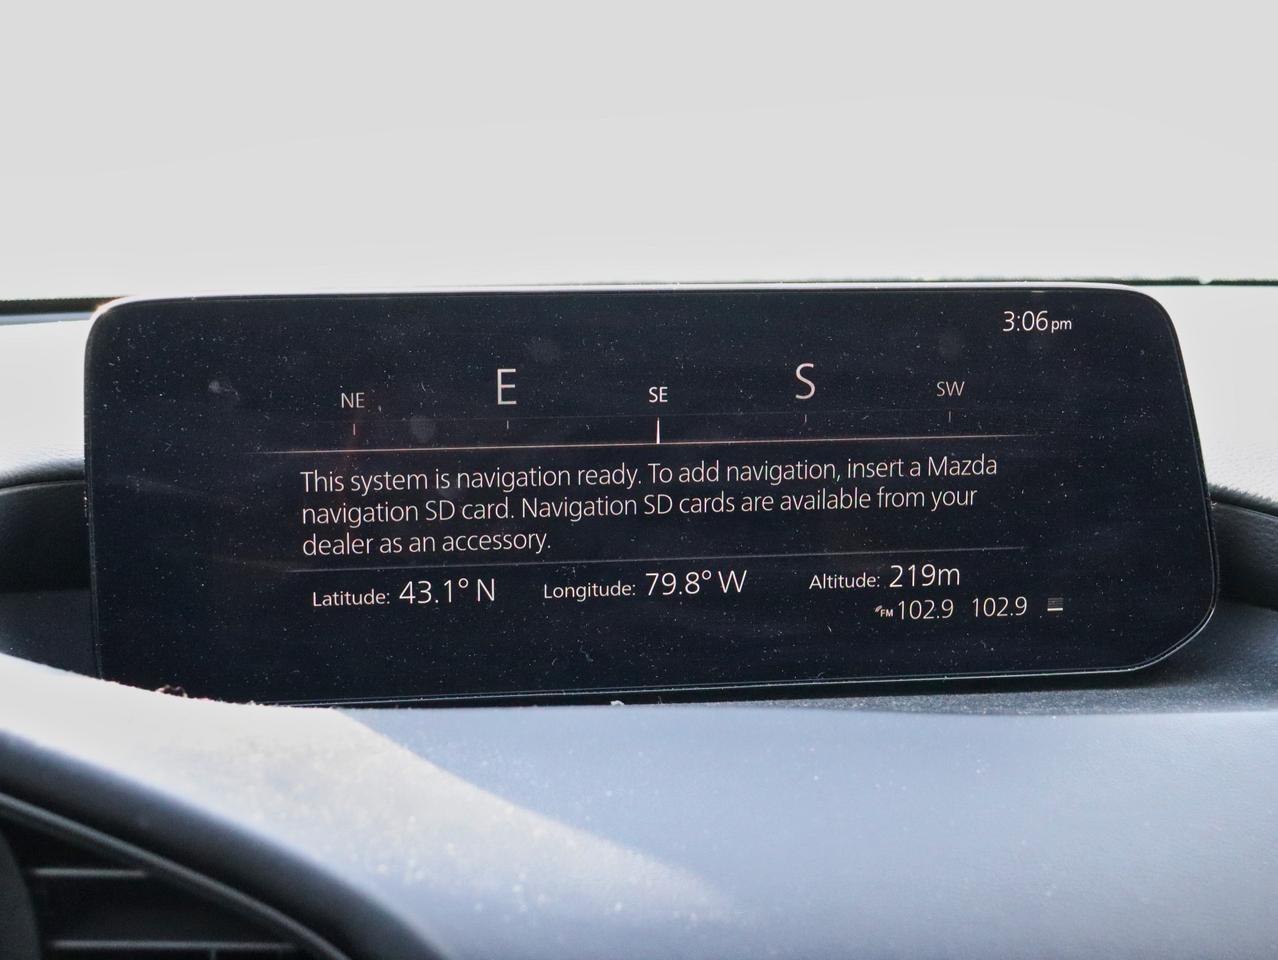 3:06 pm
NE E SE S SW
This system is navigation ready. To add navigation, insert a Mazda
navigation SD card. Navigation SD cards are available from your
dealer as an accessory.
Latitude: 43.1° N Longitude: 79.8° W Altitude: 219m
FM 102.9 102.9